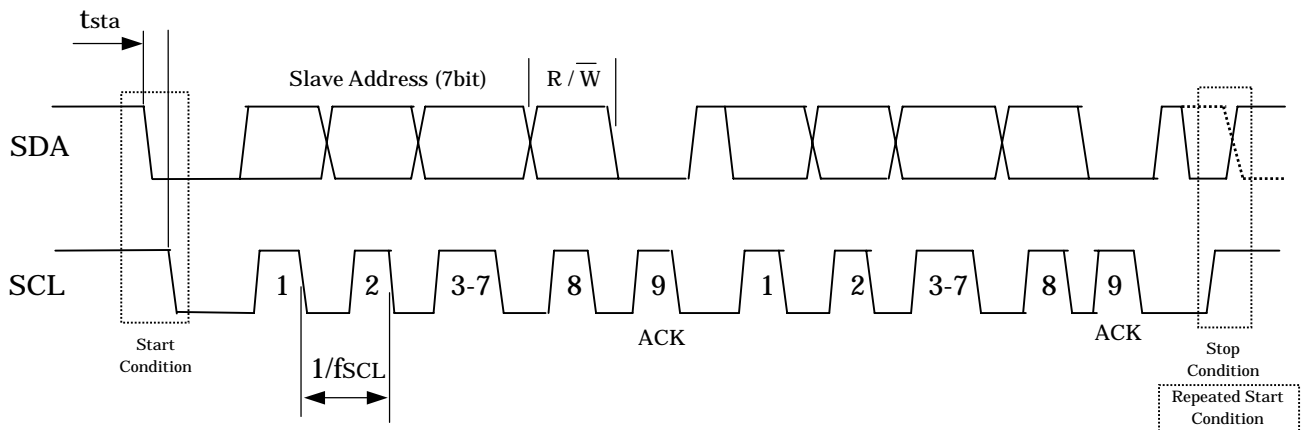 tsta
Slave Address (7bit)
R / W̅
SDA
SCL
1
2
3-7
8
9
1
2
3-7
8
9
ACK
ACK
Start
Condition
1/fSCL
Stop
Condition
Repeated Start
Condition